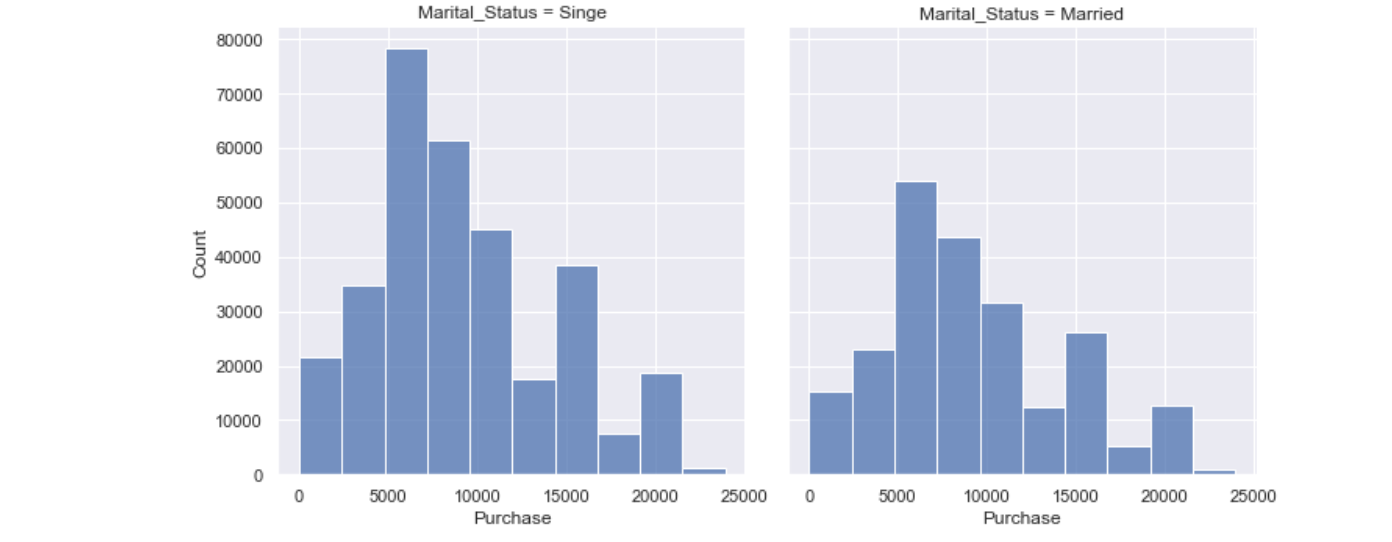 Marital_Status = Singe
Marital_Status = Married
80000
70000
60000
50000
40000
30000
20000
10000
0
Count
0 5000 10000 15000 20000 25000
Purchase
0 5000 10000 15000 20000 25000
Purchase